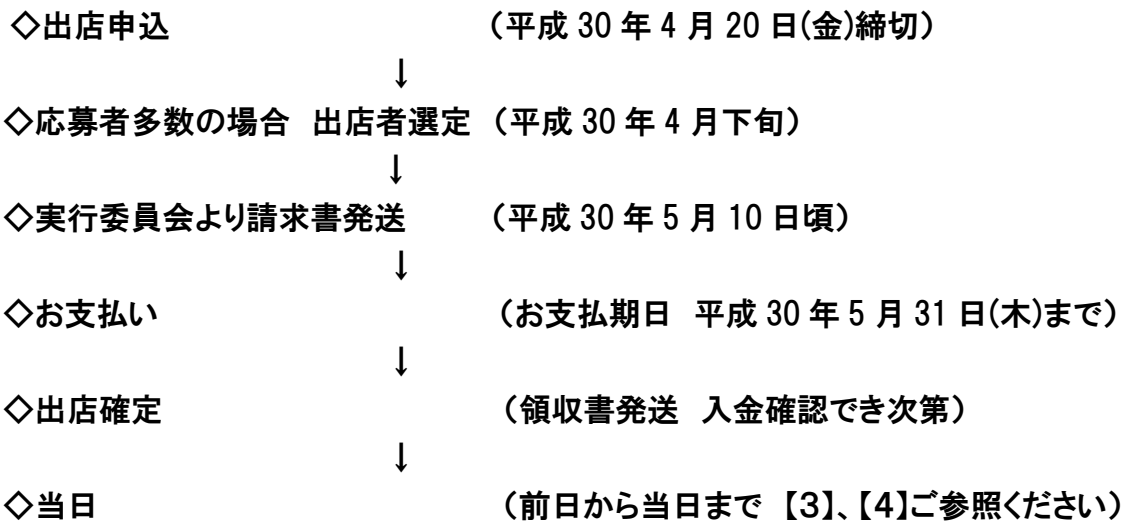 ◇出店申込　（平成 30 年 4 月 20 日(金)締切）
↓
◇応募者多数の場合　出店者選定　（平成 30 年 4 月下旬）
↓
◇実行委員会より請求書発送　（平成 30 年 5 月 10 日頃）
↓
◇お支払い　（お支払期日　平成 30 年 5 月 31 日(木)まで）
↓
◇出店確定　（領収書発送　入金確認でき次第）
↓
◇当日　（前日から当日まで　【３】、【４】ご参照ください）